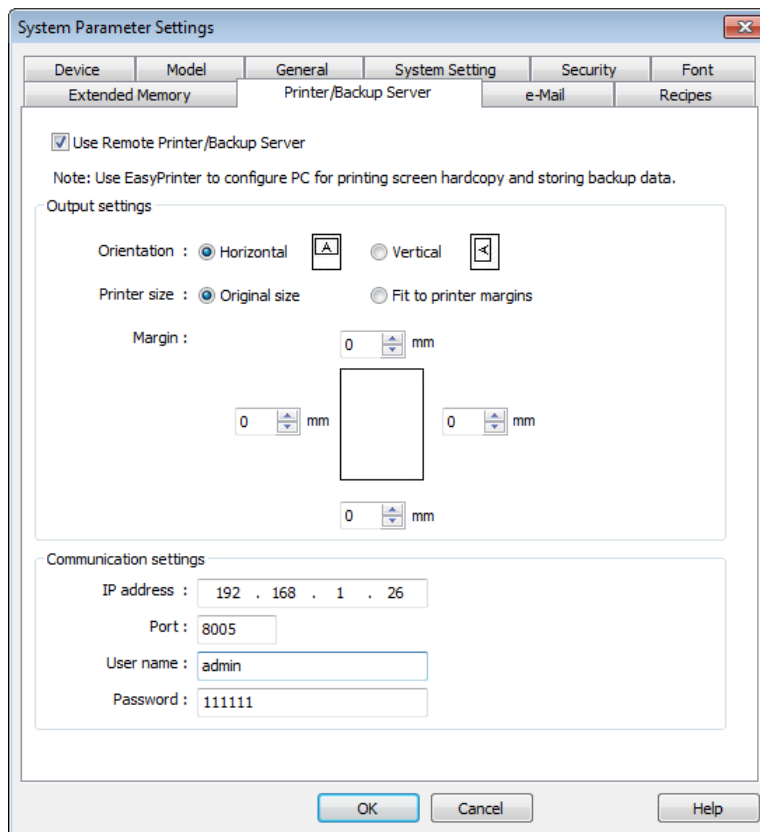 System Parameter Settings
Device Model General System Setting Security Font
Extended Memory Printer/Backup Server e-Mail Recipes
Use Remote Printer/Backup Server
Note: Use EasyPrinter to configure PC for printing screen hardcopy and storing backup data.
Output settings
Orientation : Horizontal A Vertical A
Printer size : Original size Fit to printer margins
Margin : 0 mm
0 mm 0 mm
0 mm
Communication settings
IP address : 192 . 168 . 1 . 26
Port : 8005
User name : admin
Password : 111111
OK Cancel Help